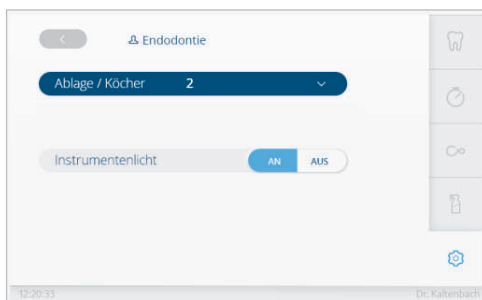 Endodontie
Ablage / Köcher 2
Instrumentenlicht AN AUS
12:20:33 Dr. Kaltenbach